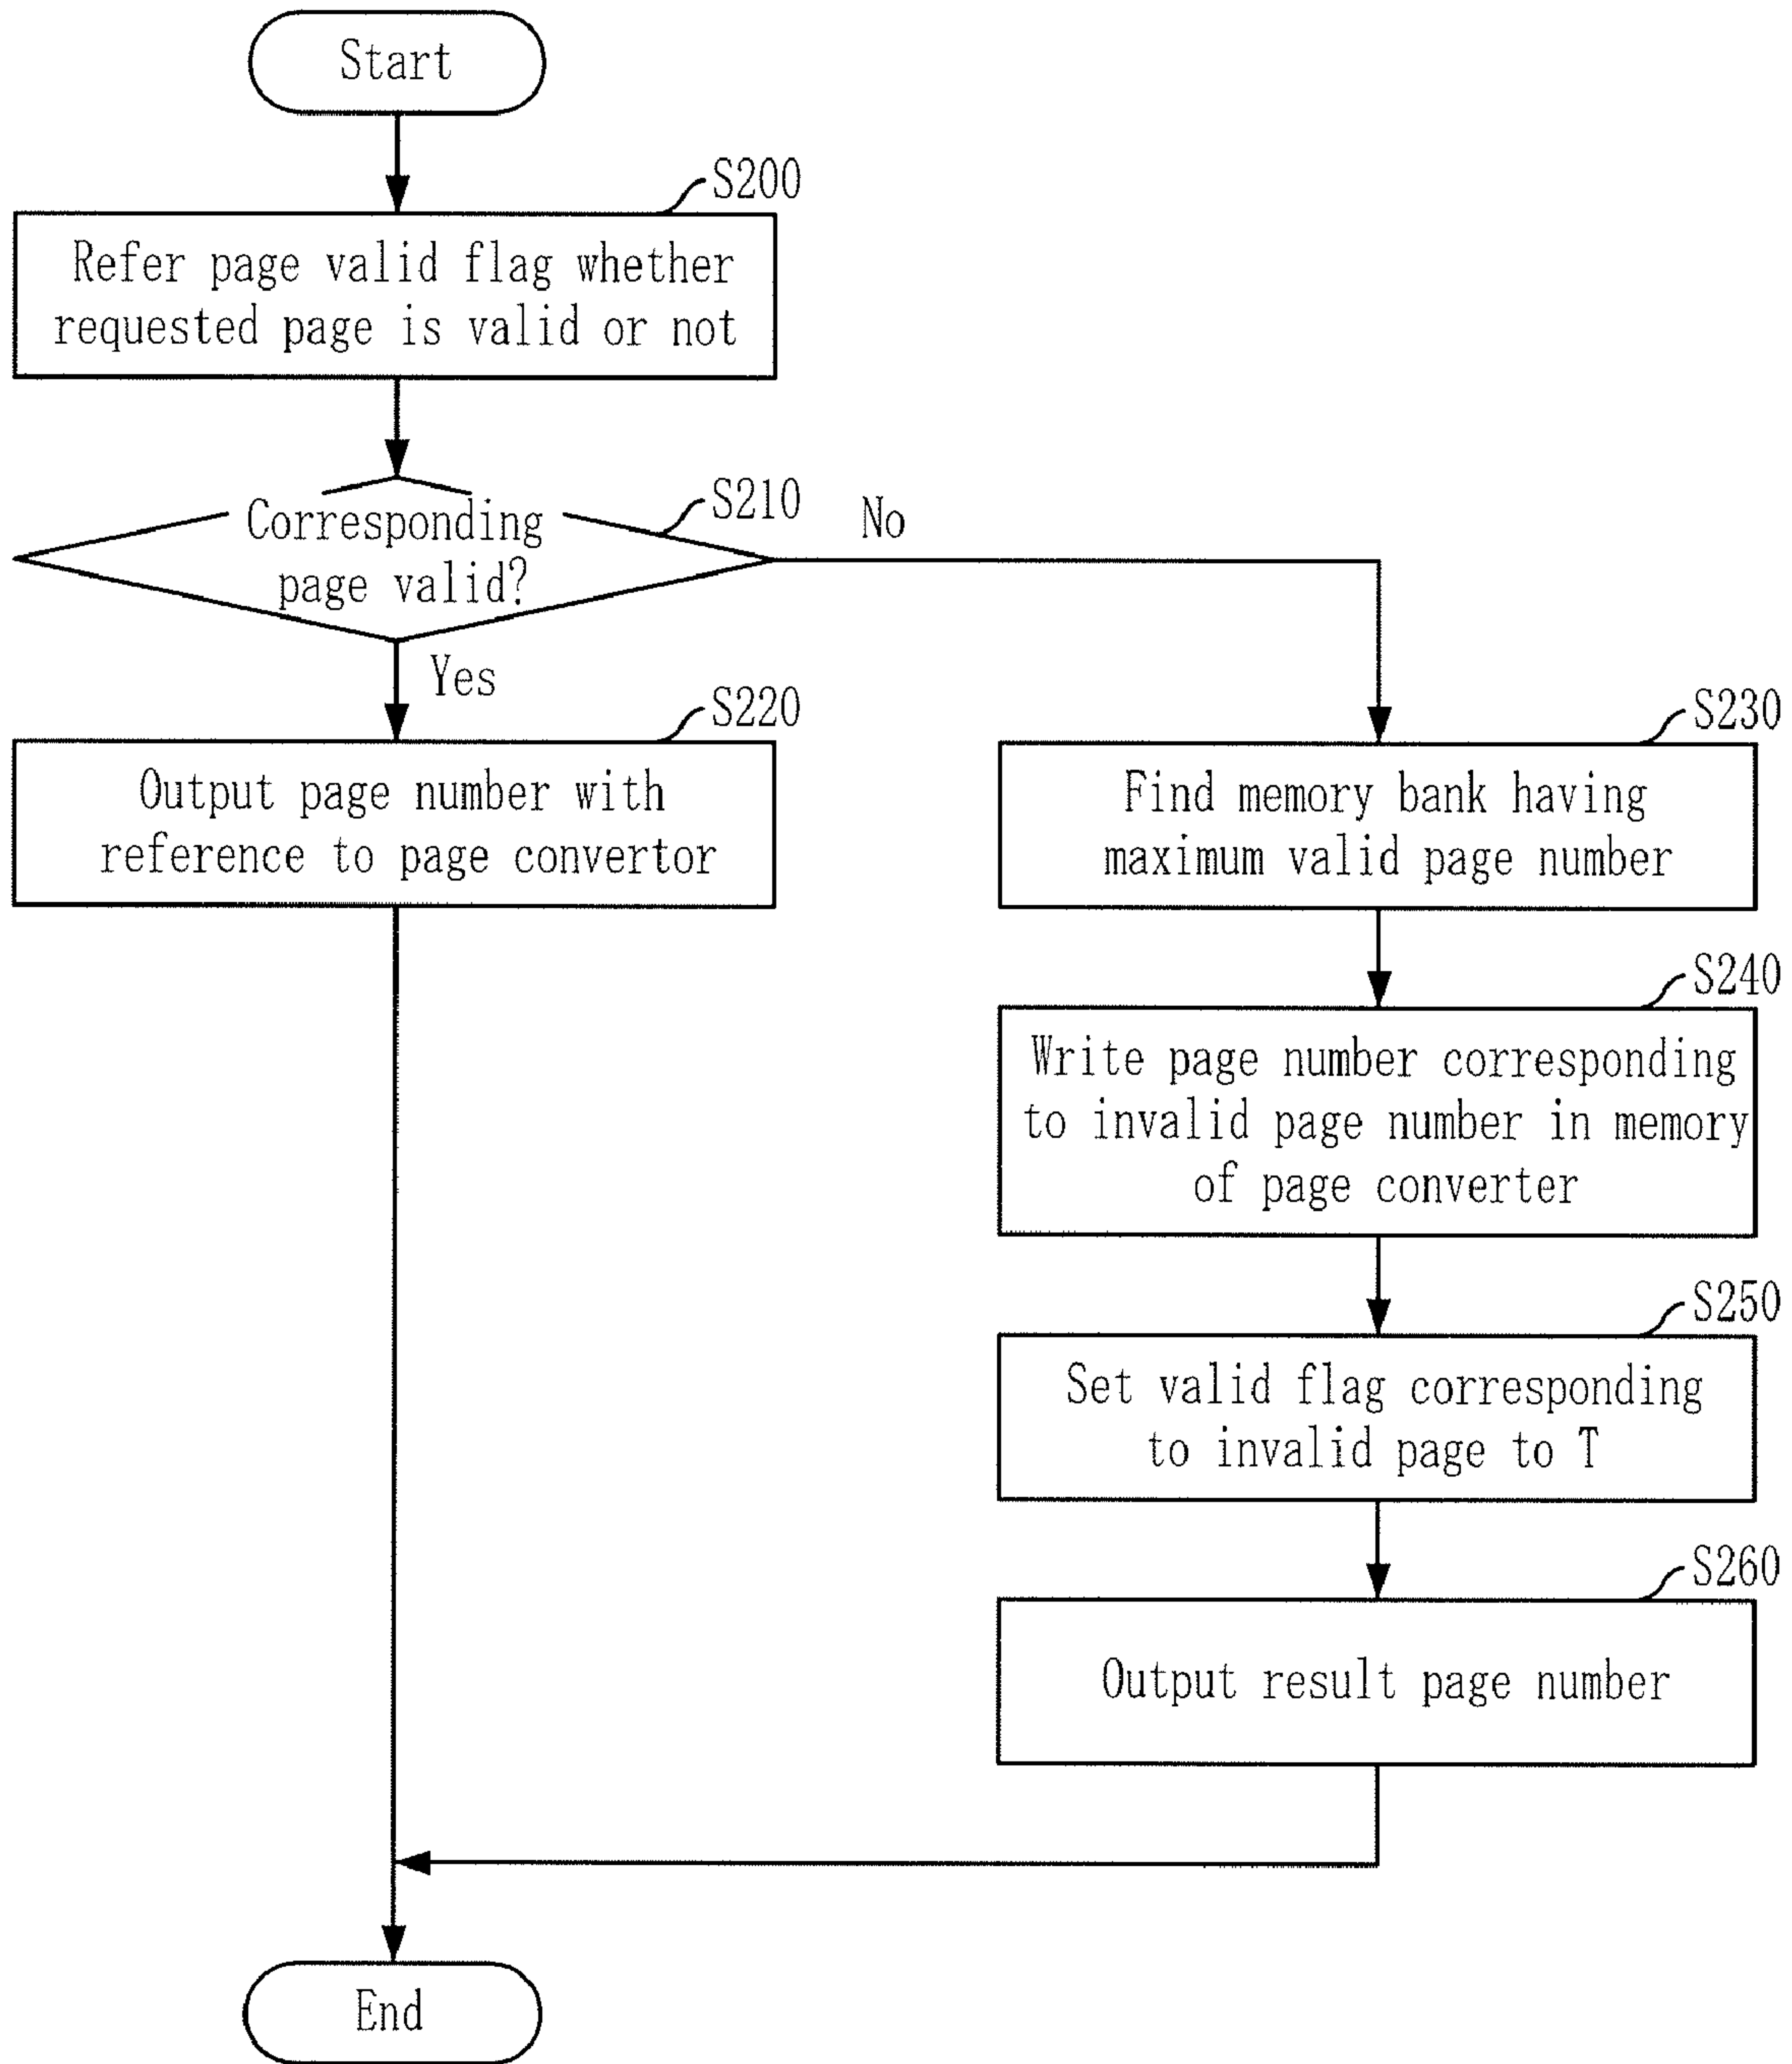 Start
S200
Refer page valid flag whether
requested page is valid or not
S210
Corresponding
page valid?
No
Yes
S220
Output page number with
reference to page convertor
S230
Find memory bank having
maximum valid page number
S240
Write page number corresponding
to invalid page number in memory
of page converter
S250
Set valid flag corresponding
to invalid page to T
S260
Output result page number
End